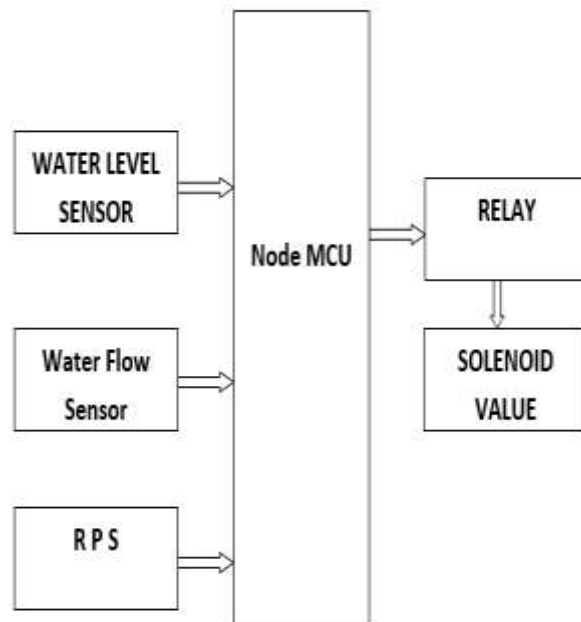 WATER LEVEL
SENSOR
Node MCU
RELAY
Water Flow
Sensor
SOLENOID
VALUE
R P S